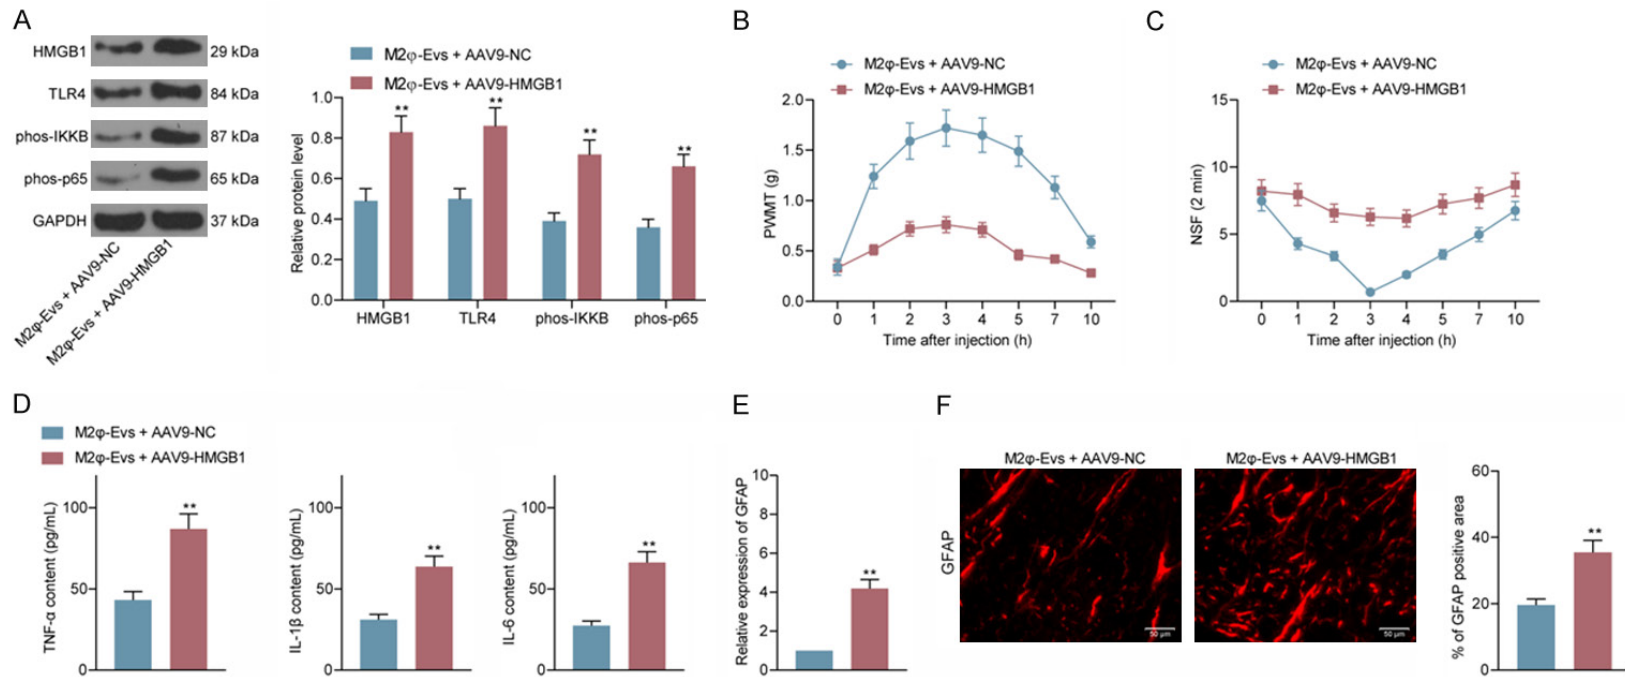 A
HMGB1
29 kDa
TLR4
84 kDa
phos-IKKB
87 kDa
phos-p65
65 kDa
GAPDH
37 kDa
M2φ-Evs + AAV9-NC
M2φ-Evs + AAV9-HMGB1
M2φ-Evs + AAV9-NC
M2φ-Evs + AAV9-HMGB1
Relative protein level
1.0
0.8
0.6
0.4
0.2
0.0
** ** ** **
HMGB1 TLR4 phos-IKKB phos-p65
B
M2φ-Evs + AAV9-NC
M2φ-Evs + AAV9-HMGB1
PWMT (g)
2.0
1.5
1.0
0.5
0.0
0 1 2 3 4 5 7 10
Time after injection (h)
C
M2φ-Evs + AAV9-NC
M2φ-Evs + AAV9-HMGB1
NSF (2 min)
15
10
5
0
0 1 2 3 4 5 7 10
Time after injection (h)
D
M2φ-Evs + AAV9-NC
M2φ-Evs + AAV9-HMGB1
TNF-α content (pg/mL)
100
50
0
**
IL-1β content (pg/mL)
100
50
0
**
IL-6 content (pg/mL)
100
50
0
**
E
Relative expression of GFAP
10
8
6
4
2
0
**
F
M2φ-Evs + AAV9-NC
M2φ-Evs + AAV9-HMGB1
GFAP
50 μm
50 μm
% of GFAP positive area
60
40
20
0
**